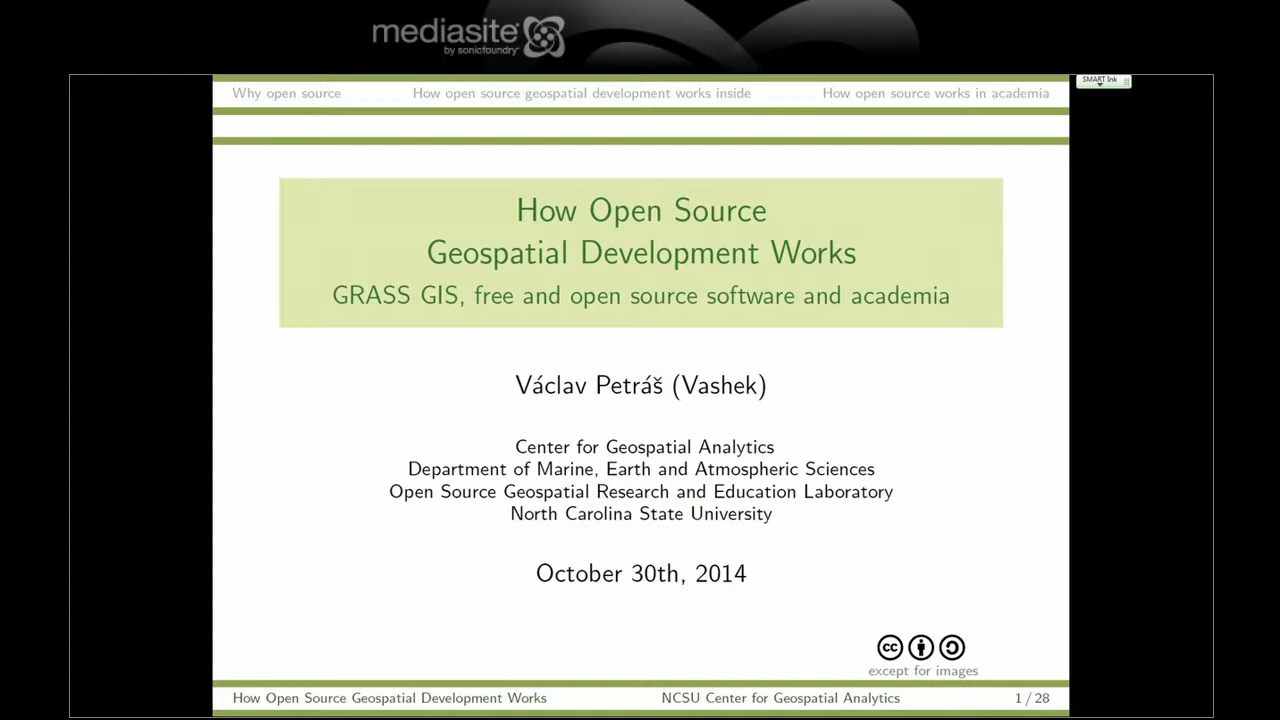 mediasite
by sonicfoundry
SMART Ink
Why open source How open source geospatial development works inside How open source works in academia
How Open Source
Geospatial Development Works
GRASS GIS, free and open source software and academia
Václav Petráš (Vashek)
Center for Geospatial Analytics
Department of Marine, Earth and Atmospheric Sciences
Open Source Geospatial Research and Education Laboratory
North Carolina State University
October 30th, 2014
cc
except for images
How Open Source Geospatial Development Works NCSU Center for Geospatial Analytics 1 / 28